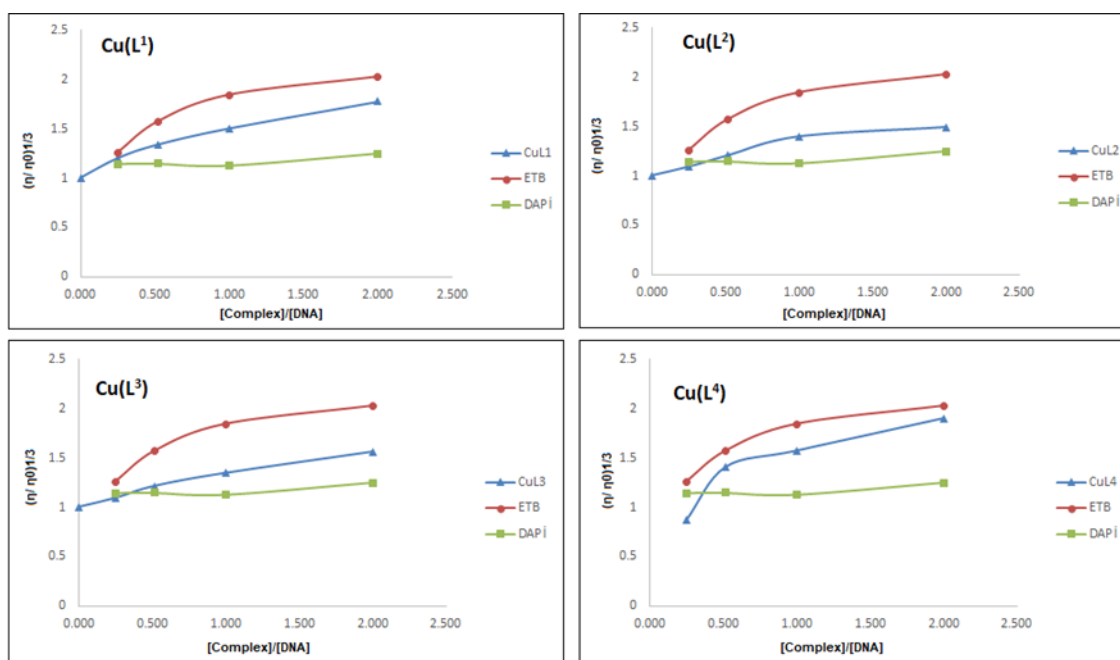 Cu(L¹)
2.5
2
1.5
1
0.5
0
(η/ η0)1/3
0.000 0.500 1.000 1.500 2.000 2.500
[Complex]/[DNA]
CuL1
ETB
DAPİ
Cu(L²)
2.5
2
1.5
1
0.5
0
(η/ η0)1/3
0.000 0.500 1.000 1.500 2.000 2.500
[Complex]/[DNA]
CuL2
ETB
DAPİ
Cu(L³)
2.5
2
1.5
1
0.5
0
(η/ η0)1/3
0.000 0.500 1.000 1.500 2.000 2.500
[Complex]/[DNA]
CuL3
ETB
DAPİ
Cu(L⁴)
2.5
2
1.5
1
0.5
0
(η/ η0)1/3
0.000 0.500 1.000 1.500 2.000 2.500
[Complex]/[DNA]
CuL4
ETB
DAPİ